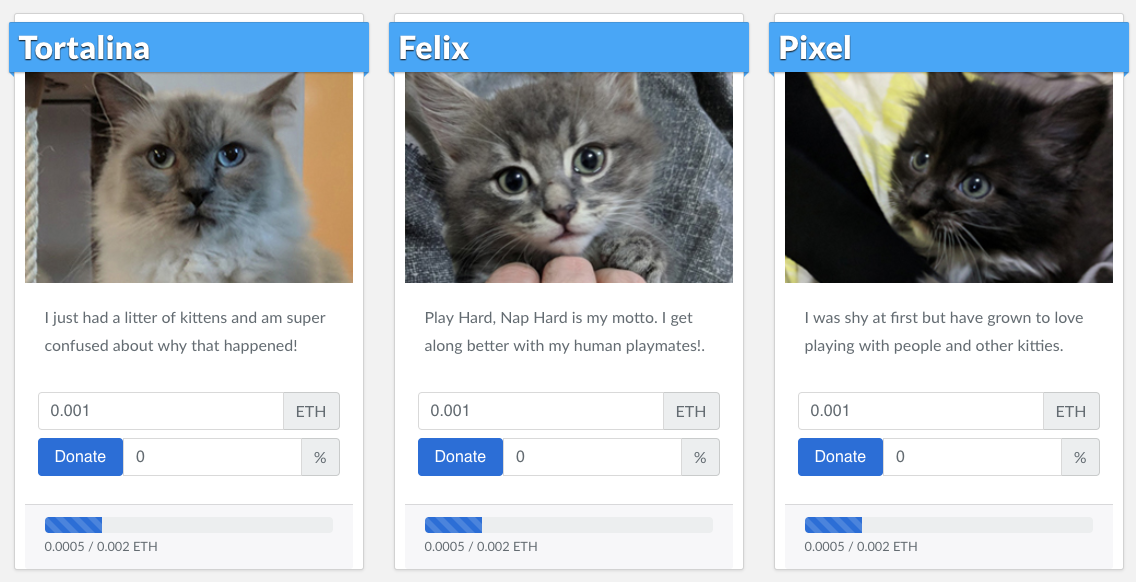 Tortalina
I just had a litter of kittens and am super
confused about why that happened!
0.001 ETH
Donate 0 %
0.0005 / 0.002 ETH
Felix
Play Hard, Nap Hard is my motto. I get
along better with my human playmates!.
0.001 ETH
Donate 0 %
0.0005 / 0.002 ETH
Pixel
I was shy at first but have grown to love
playing with people and other kitties.
0.001 ETH
Donate 0 %
0.0005 / 0.002 ETH